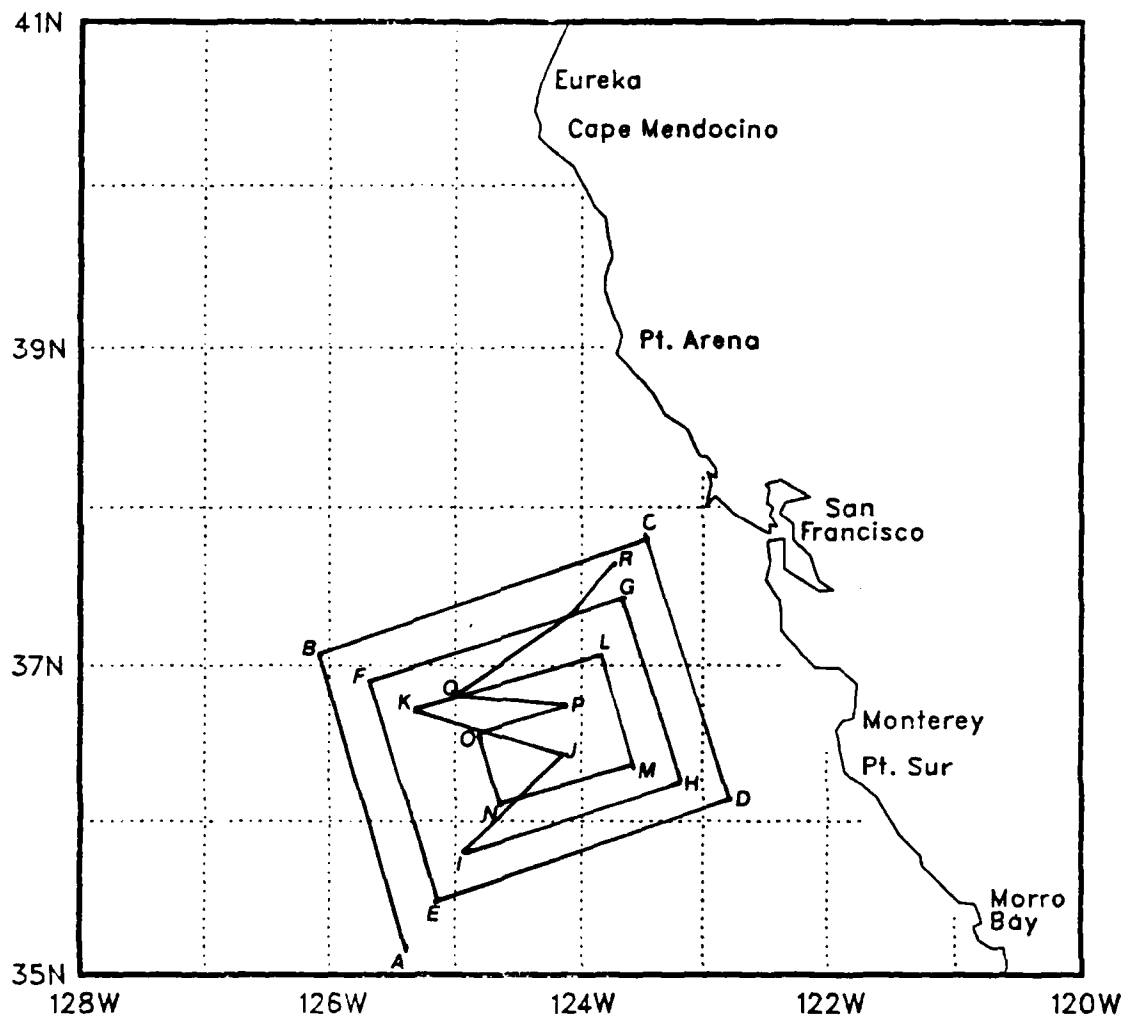 41N
Eureka
Cape Mendocino
39N
Pt. Arena
San
Francisco
C
R
G
B
L
37N
F
Q
K
P
Monterey
O
J
Pt. Sur
M
H
D
N
I
Morro
Bay
E
A
35N
128W 126W 124W 122W 120W